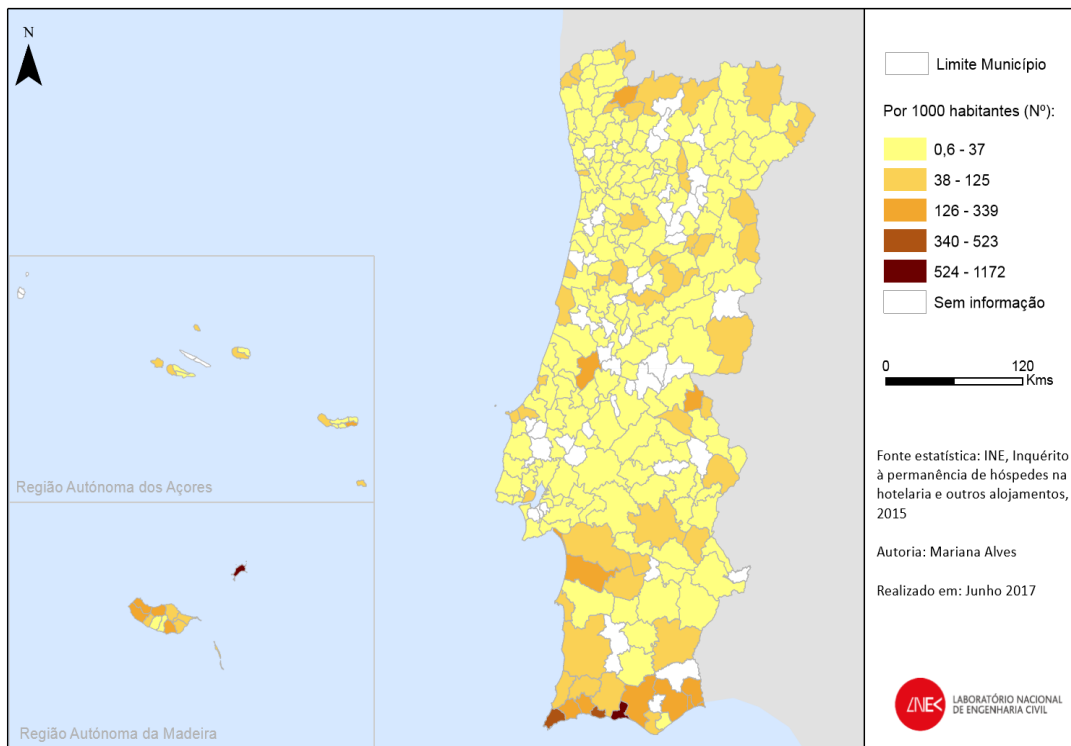 N
Limite Município
Por 1000 habitantes (Nº):
0,6 - 37
38 - 125
126 - 339
340 - 523
524 - 1172
Sem informação
0 120
Kms
Fonte estatística: INE, Inquérito
à permanência de hóspedes na
hotelaria e outros alojamentos,
2015
Autoria: Mariana Alves
Realizado em: Junho 2017
LNEC
LABORATÓRIO NACIONAL
DE ENGENHARIA CIVIL
Região Autónoma dos Açores
Região Autónoma da Madeira